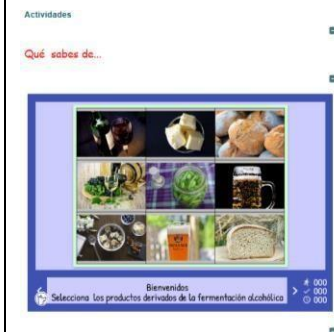 Actividades
Qué sabes de...
Bienvenidos
Selecciona los productos derivados de la fermentación alcohólica
000
000
000